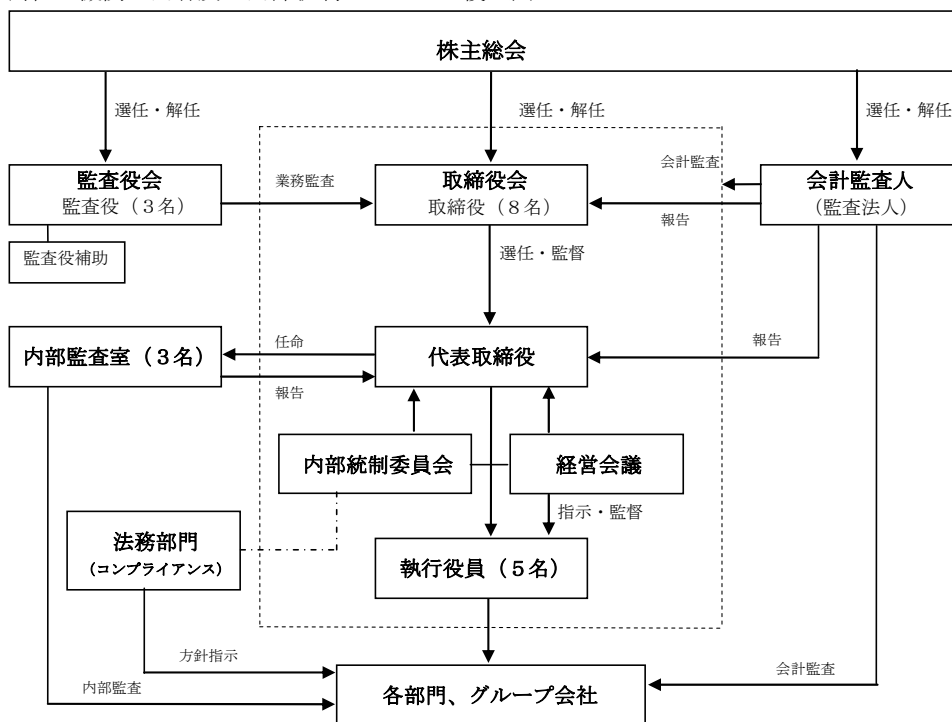 株主総会
選任・解任
選任・解任
選任・解任
監査役会
監査役（３名）
業務監査
取締役会
取締役（８名）
会計監査
報告
会計監査人
（監査法人）
監査役補助
選任・監督
内部監査室（３名）
任命
報告
代表取締役
報告
内部統制委員会
経営会議
指示・監督
法務部門
（コンプライアンス）
執行役員（５名）
方針指示
内部監査
各部門、グループ会社
会計監査